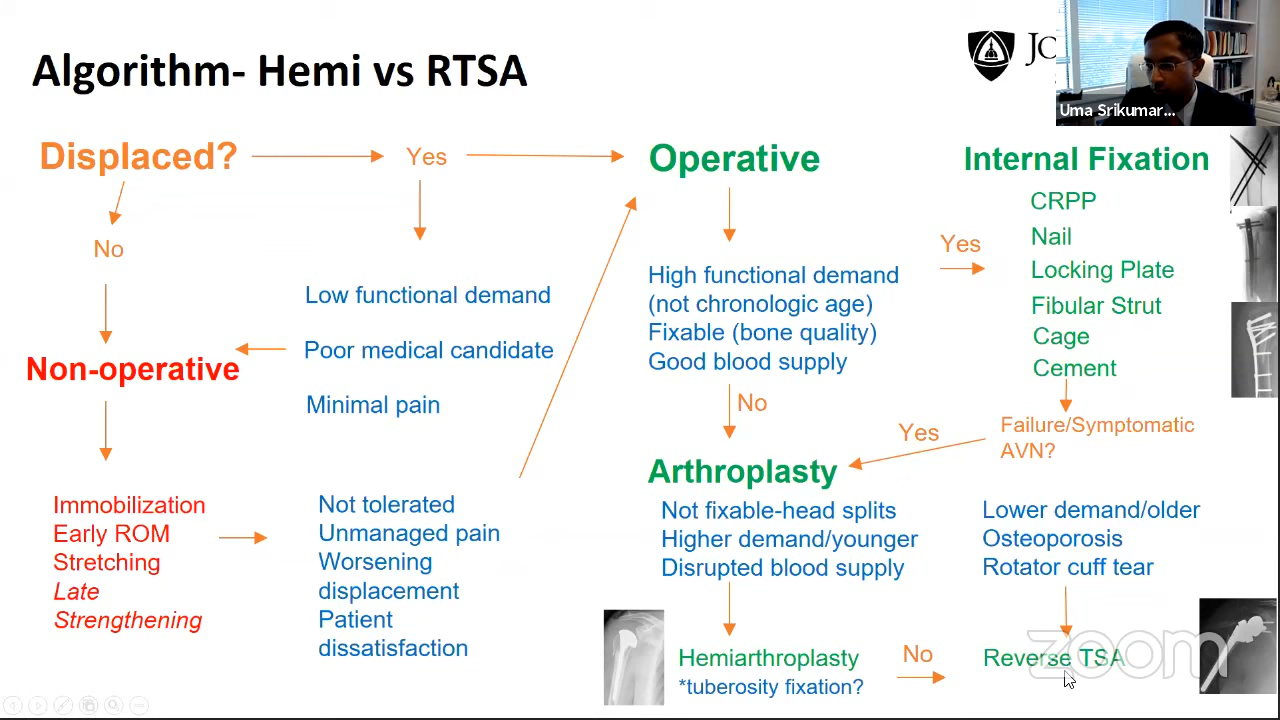 Algorithm- Hemi vs RTSA
JC
Uma Srikumar...
Displaced?
Yes
Operative
Internal Fixation
No
CRPP
Nail
Locking Plate
Fibular Strut
Cage
Cement
Yes
High functional demand
(not chronologic age)
Fixable (bone quality)
Good blood supply
Low functional demand
Poor medical candidate
Minimal pain
Non-operative
No
Yes
Failure/Symptomatic
AVN?
Arthroplasty
Immobilization
Early ROM
Stretching
Late
Strengthening
Not tolerated
Unmanaged pain
Worsening
displacement
Patient
dissatisfaction
Not fixable-head splits
Higher demand/younger
Disrupted blood supply
Lower demand/older
Osteoporosis
Rotator cuff tear
Hemiarthroplasty
*tuberosity fixation?
No
Reverse TSA
zoom